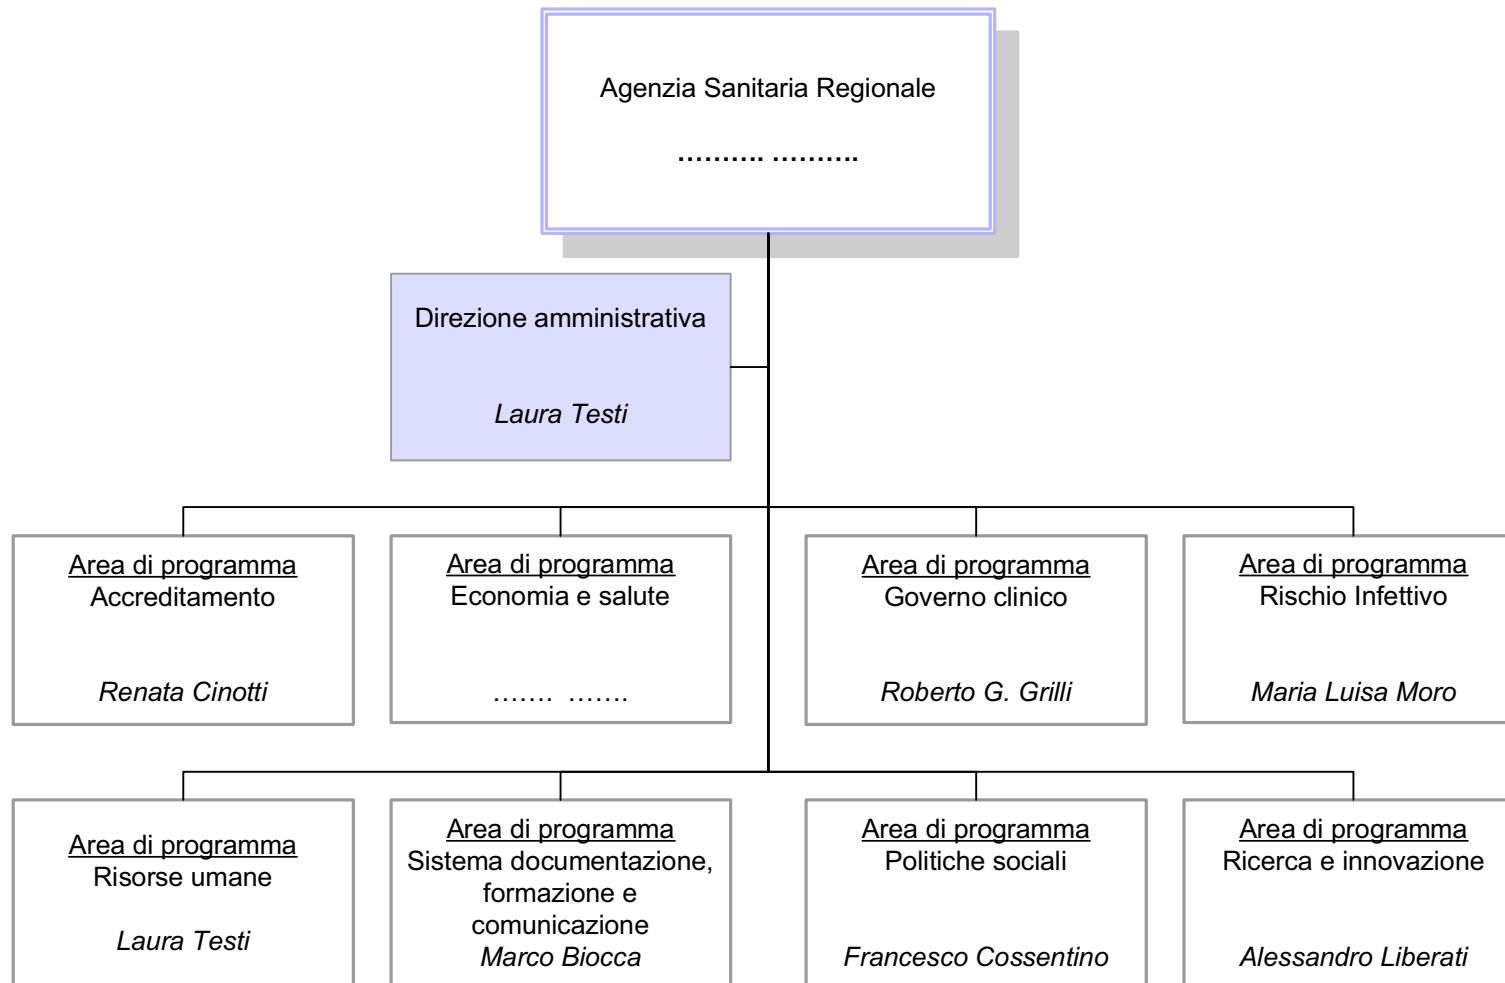 Agenzia Sanitaria Regionale
.......... ..........
Direzione amministrativa
Laura Testi
Area di programma
Accreditamento
Renata Cinotti
Area di programma
Economia e salute
....... .......
Area di programma
Governo clinico
Roberto G. Grilli
Area di programma
Rischio Infettivo
Maria Luisa Moro
Area di programma
Risorse umane
Laura Testi
Area di programma
Sistema documentazione,
formazione e
comunicazione
Marco Biocca
Area di programma
Politiche sociali
Francesco Cossentino
Area di programma
Ricerca e innovazione
Alessandro Liberati